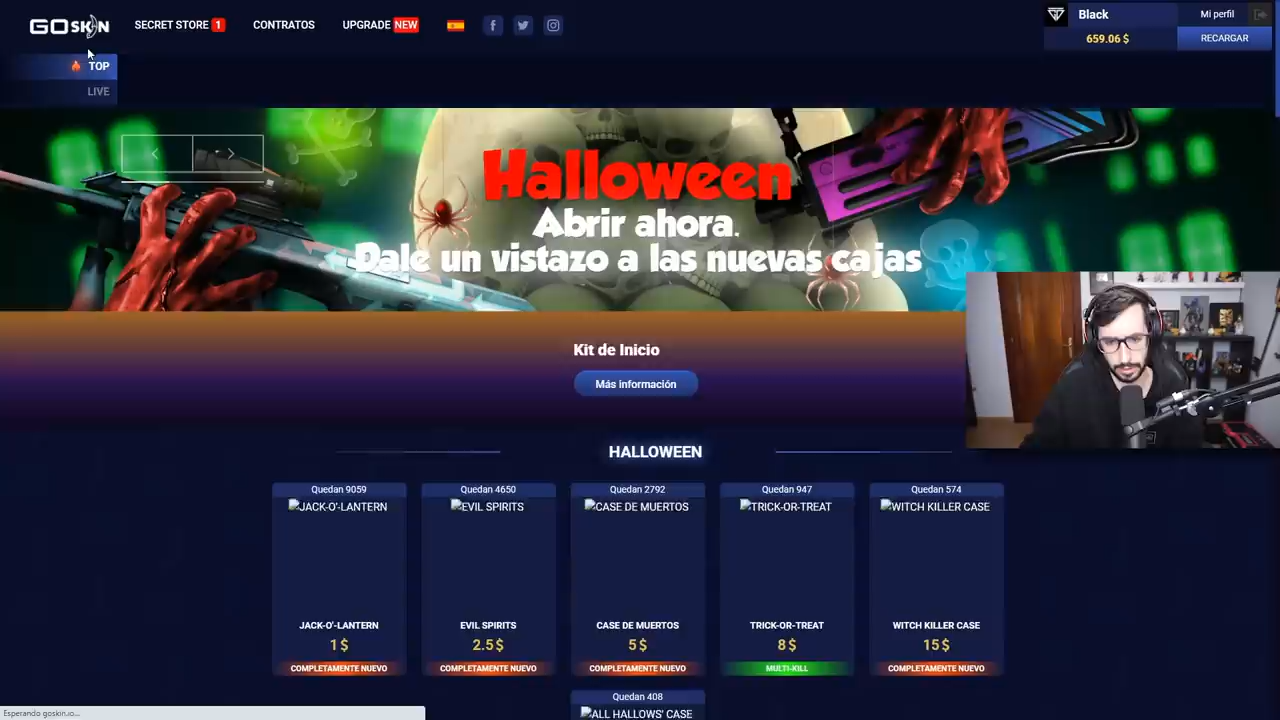 GOSKIN
SECRET STORE 1
CONTRATOS
UPGRADE NEW
Black
659.06 $
Mi perfil
RECARGAR
TOP
LIVE
Halloween
Abrir ahora.
Dale un vistazo a las nuevas cajas
Kit de Inicio
Más información
HALLOWEEN
Quedan 9059
JACK-O'-LANTERN
JACK-O'-LANTERN
1 $
COMPLETAMENTE NUEVO
Quedan 4650
EVIL SPIRITS
EVIL SPIRITS
2.5 $
COMPLETAMENTE NUEVO
Quedan 2792
CASE DE MUERTOS
CASE DE MUERTOS
5 $
COMPLETAMENTE NUEVO
Quedan 947
TRICK-OR-TREAT
TRICK-OR-TREAT
8 $
MULTI-KILL
Quedan 574
WITCH KILLER CASE
WITCH KILLER CASE
15 $
COMPLETAMENTE NUEVO
Quedan 408
ALL HALLOWS' CASE
Esperando goskin.io...